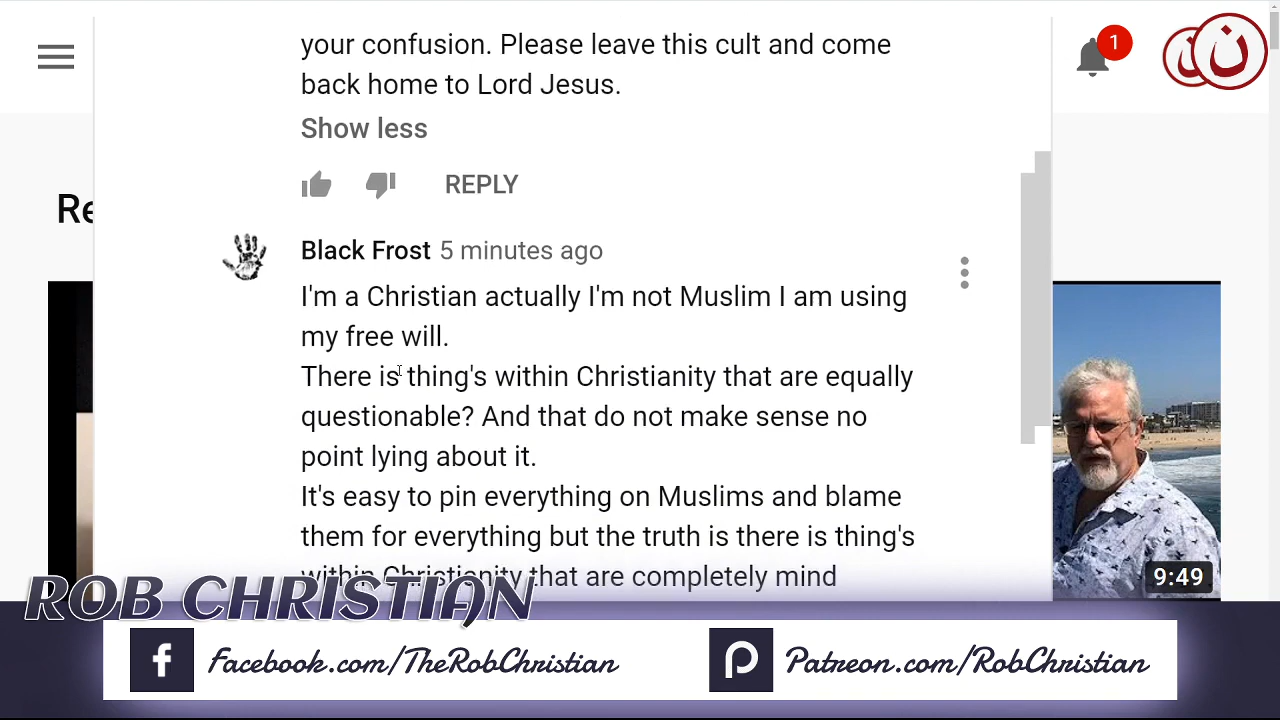 your confusion. Please leave this cult and come
back home to Lord Jesus.
Show less
REPLY
1
ن
ن
Re
Black Frost 5 minutes ago
I'm a Christian actually I'm not Muslim I am using
my free will.
There is thing's within Christianity that are equally
questionable? And that do not make sense no
point lying about it.
It's easy to pin everything on Muslims and blame
them for everything but the truth is there is thing's
within Christianity that are completely mind
9:49
ROB CHRISTIAN
f Facebook.com/TheRobChristian
Patreon.com/RobChristian